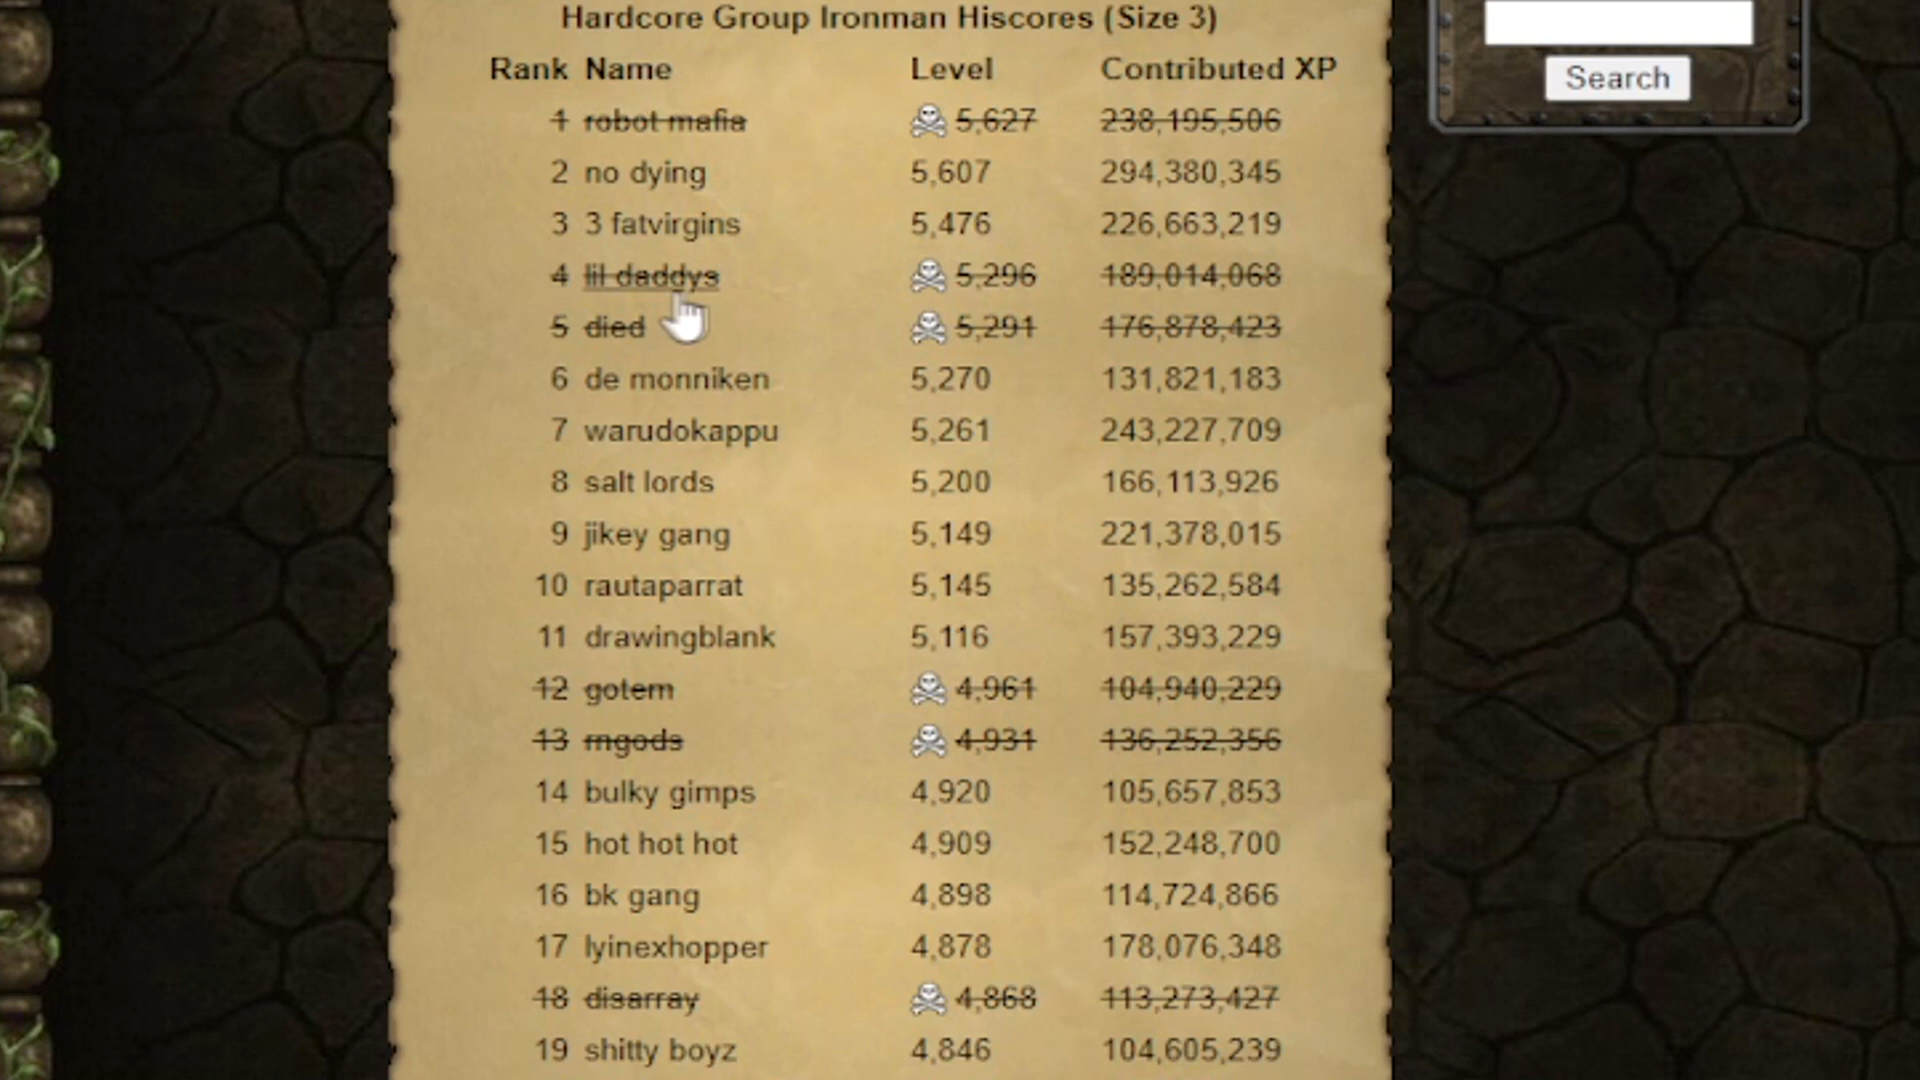 Hardcore Group Ironman Hiscores (Size 3)
Rank Name Level Contributed XP
1 robot mafia 5,627 238,195,506
2 no dying 5,607 294,380,345
3 3 fatvirgins 5,476 226,663,219
4 lil daddys 5,296 189,014,068
5 died 5,291 176,878,423
6 de monniken 5,270 131,821,183
7 warudokappu 5,261 243,227,709
8 salt lords 5,200 166,113,926
9 jikey gang 5,149 221,378,015
10 rautaparrat 5,145 135,262,584
11 drawingblank 5,116 157,393,229
12 gotem 4,961 104,940,229
13 rngods 4,931 136,252,356
14 bulky gimps 4,920 105,657,853
15 hot hot hot 4,909 152,248,700
16 bk gang 4,898 114,724,866
17 lyinexhopper 4,878 178,076,348
18 disarray 4,868 113,273,427
19 shitty boyz 4,846 104,605,239
Search